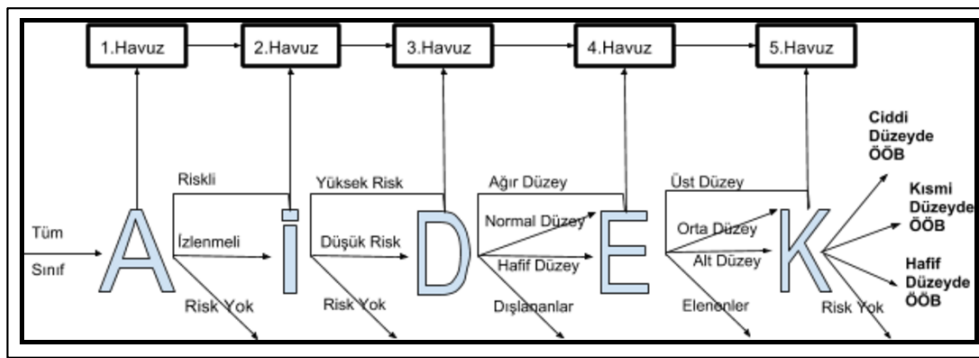 1.Havuz
2.Havuz
3.Havuz
4.Havuz
5.Havuz
Tüm
Sınıf
A
Riskli
İzlenmeli
Risk Yok
İ
Yüksek Risk
Düşük Risk
Risk Yok
D
Ağır Düzey
Normal Düzey
Hafif Düzey
Dışlananlar
E
Üst Düzey
Orta Düzey
Alt Düzey
Elenenler
K
Ciddi
Düzeyde
ÖÖB
Kısmi
Düzeyde
ÖÖB
Hafif
Düzeyde
ÖÖB
Risk Yok